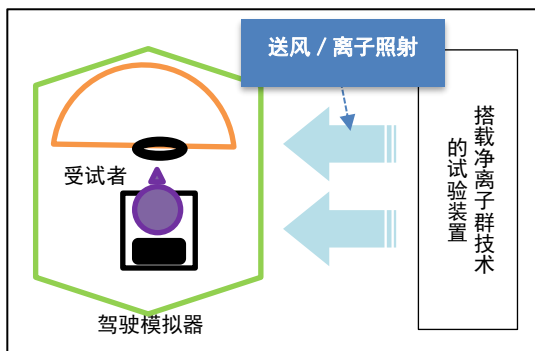 送风 / 离子照射
受试者
驾驶模拟器
搭载净离子群技术
的试验装置